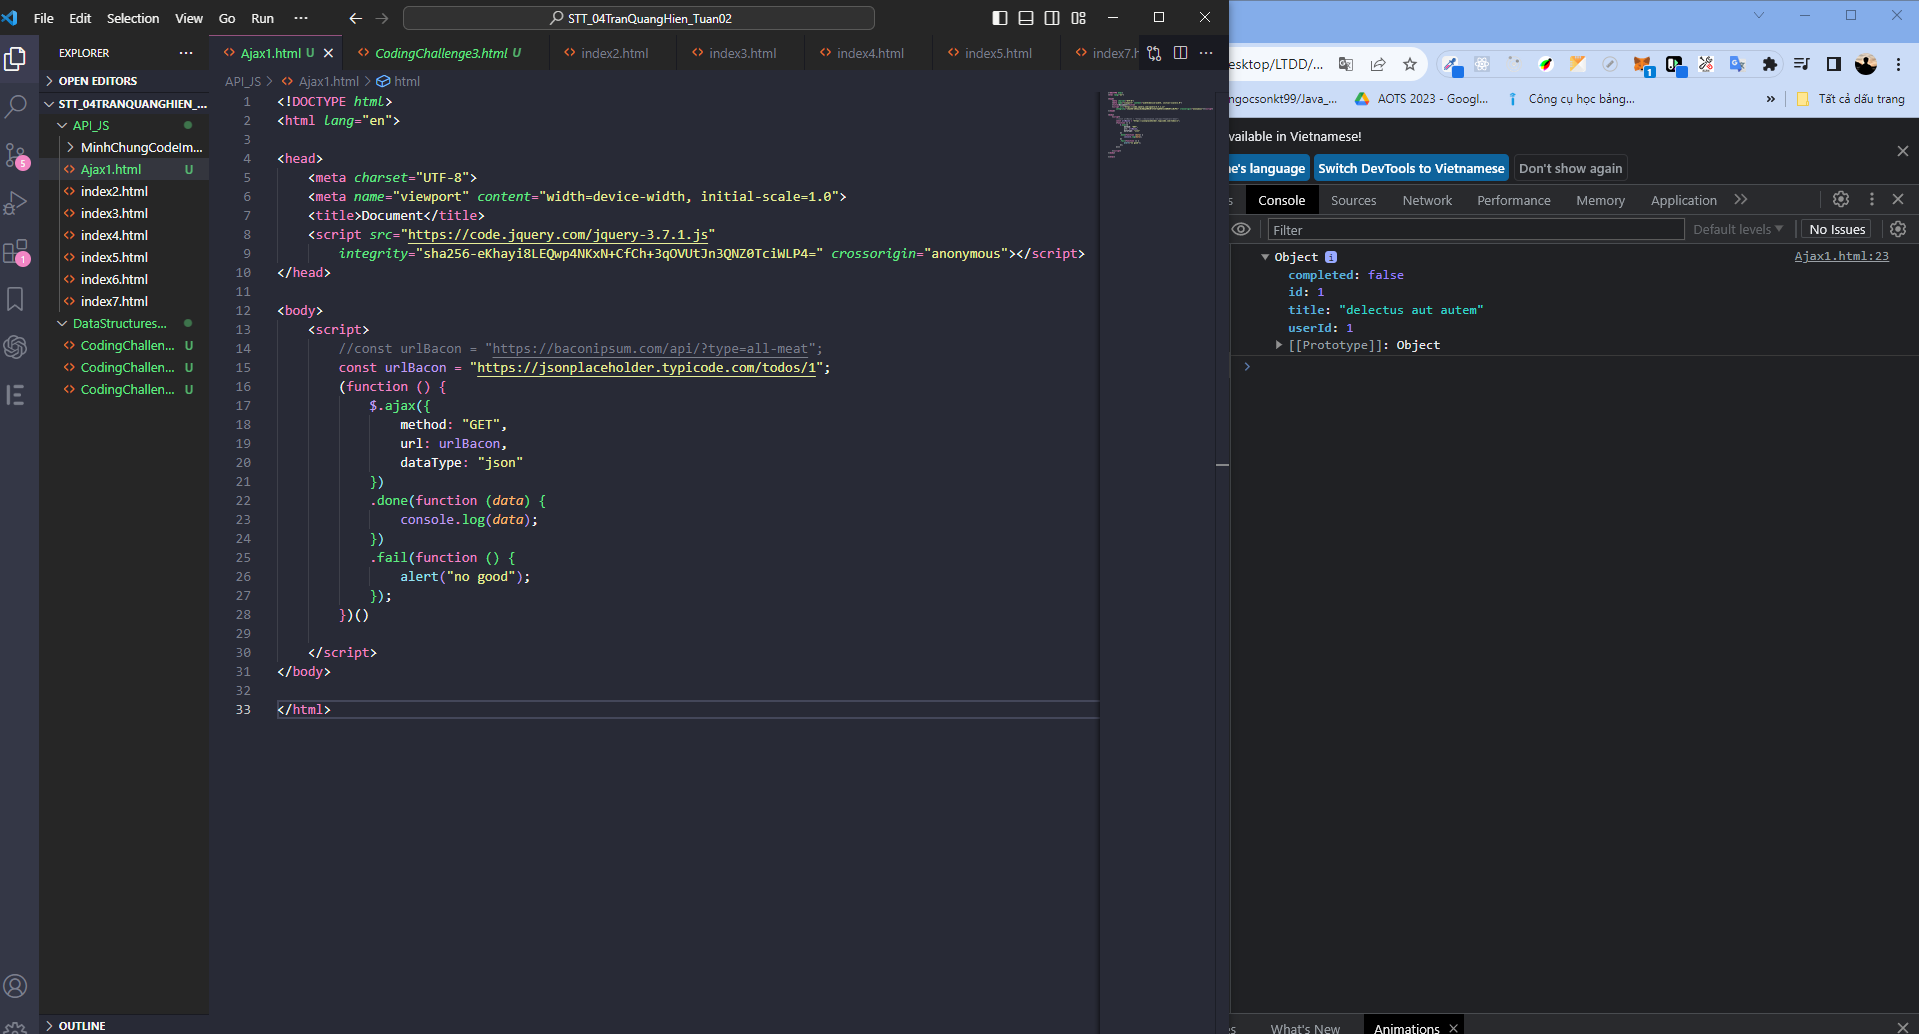 File Edit Selection View Go Run ··· STT_04TranQuangHien_Tuan02
EXPLORER ···
OPEN EDITORS
STT_04TRANQUANGHIEN_...
API_JS
MinhChungCodeIm...
Ajax1.html U
index2.html
index3.html
index4.html
index5.html
index6.html
index7.html
DataStructures...
CodingChallen... U
CodingChallen... U
CodingChallen... U
OUTLINE
5
1
Ajax1.html U CodingChallenge3.html U index2.html index3.html index4.html index5.html index7.h
API_JS > Ajax1.html > html
1 <!DOCTYPE html>
2 <html lang="en">
3
4 <head>
5 <meta charset="UTF-8">
6 <meta name="viewport" content="width=device-width, initial-scale=1.0">
7 <title>Document</title>
8 <script src="https://code.jquery.com/jquery-3.7.1.js"
9 integrity="sha256-eKhayi8LEQwp4NKxN+CfCh+3qOVUtJn3QNZ0TciWLP4=" crossorigin="anonymous"></script>
10 </head>
11
12 <body>
13 <script>
14 //const urlBacon = "https://baconipsum.com/api/?type=all-meat";
15 const urlBacon = "https://jsonplaceholder.typicode.com/todos/1";
16 (function () {
17 $.ajax({
18 method: "GET",
19 url: urlBacon,
20 dataType: "json"
21 })
22 .done(function (data) {
23 console.log(data);
24 })
25 .fail(function () {
26 alert("no good");
27 });
28 })()
29
30 </script>
31 </body>
32
33 </html>
esktop/LTDD/...
1
ngocsonkt99/Java_... AOTS 2023 - Googl... Công cụ học bằng... » Tất cả dấu trang
vailable in Vietnamese!
e's language Switch DevTools to Vietnamese Don't show again
s Console Sources Network Performance Memory Application
Filter Default levels No Issues
Object i Ajax1.html:23
completed: false
id: 1
title: "delectus aut autem"
userId: 1
[[Prototype]]: Object
es What's New Animations